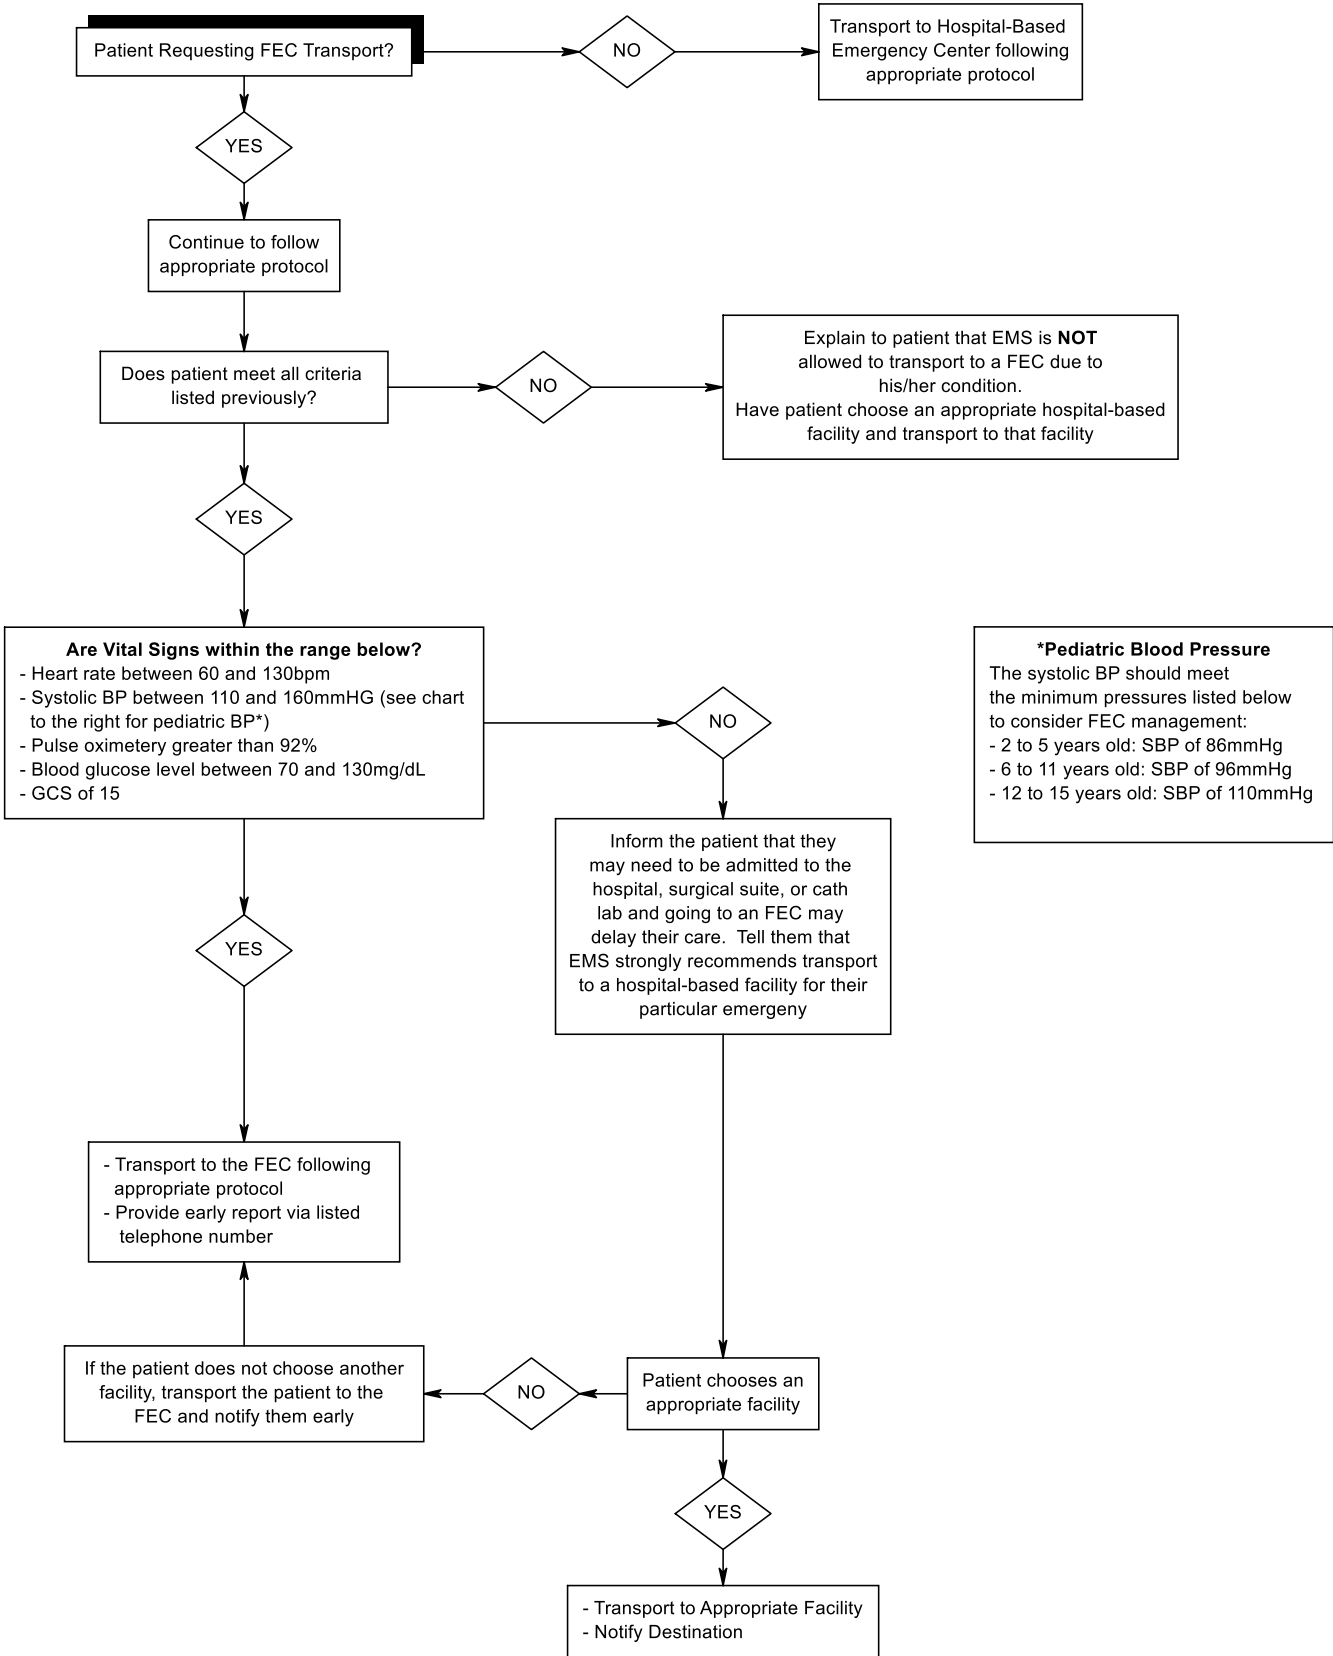 Patient Requesting FEC Transport?
NO
Transport to Hospital-Based
Emergency Center following
appropriate protocol
YES
Continue to follow
appropriate protocol
Does patient meet all criteria
listed previously?
NO
Explain to patient that EMS is NOT
allowed to transport to a FEC due to
his/her condition.
Have patient choose an appropriate hospital-based
facility and transport to that facility
YES
Are Vital Signs within the range below?
- Heart rate between 60 and 130bpm
- Systolic BP between 110 and 160mmHG (see chart
to the right for pediatric BP*)
- Pulse oximetery greater than 92%
- Blood glucose level between 70 and 130mg/dL
- GCS of 15
NO
*Pediatric Blood Pressure
The systolic BP should meet
the minimum pressures listed below
to consider FEC management:
- 2 to 5 years old: SBP of 86mmHg
- 6 to 11 years old: SBP of 96mmHg
- 12 to 15 years old: SBP of 110mmHg
Inform the patient that they
may need to be admitted to the
hospital, surgical suite, or cath
lab and going to an FEC may
delay their care. Tell them that
EMS strongly recommends transport
to a hospital-based facility for their
particular emergeny
YES
- Transport to the FEC following
appropriate protocol
- Provide early report via listed
telephone number
If the patient does not choose another
facility, transport the patient to the
FEC and notify them early
NO
Patient chooses an
appropriate facility
YES
- Transport to Appropriate Facility
- Notify Destination